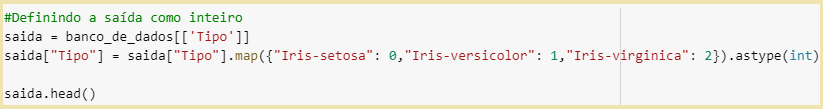 #Definindo a saída como inteiro
saida = banco_de_dados[['Tipo']]
saida["Tipo"] = saida["Tipo"].map({"Iris-setosa": 0,"Iris-versicolor": 1,"Iris-virginica": 2}).astype(int)
saida.head()